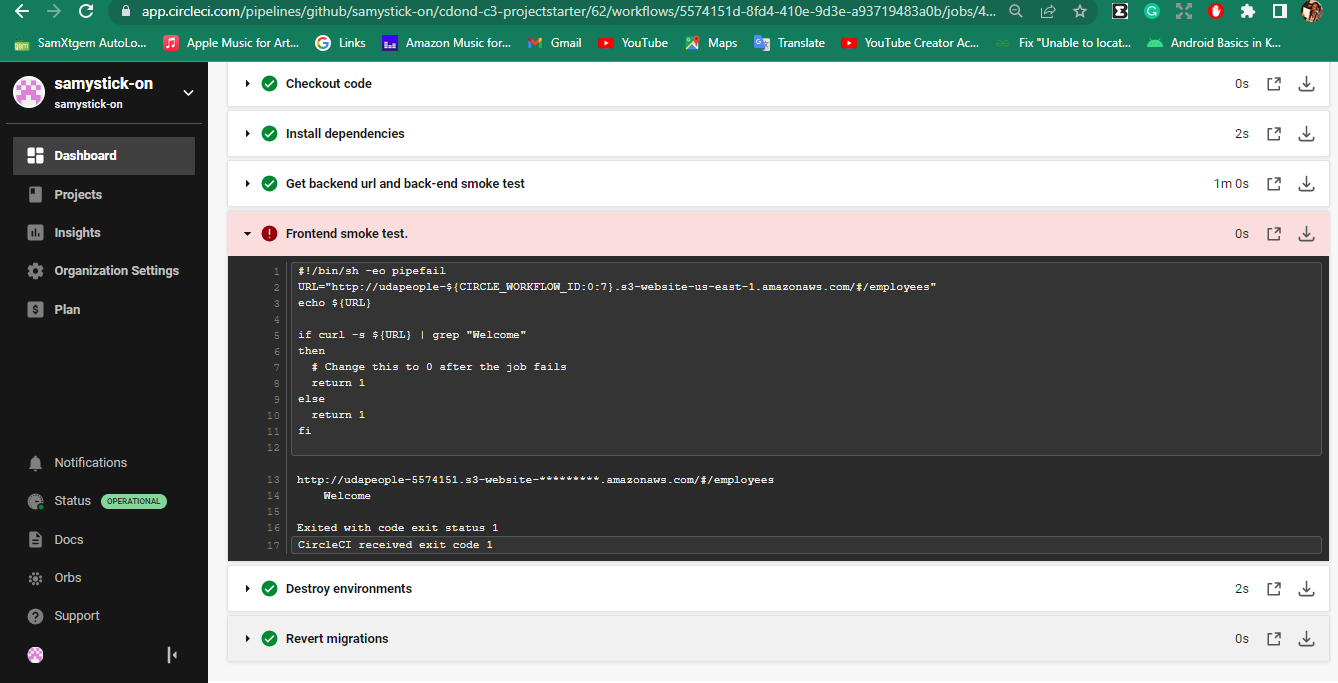 app.circleci.com/pipelines/github/samystick-on/cdond-c3-projectstarter/62/workflows/5574151d-8fd4-410e-9d3e-a93719483a0b/jobs/4...
SamXtgem AutoLo...
Apple Music for Art...
Links
Amazon Music for...
Gmail
YouTube
Maps
Translate
YouTube Creator Ac...
Fix "Unable to locat...
Android Basics in K...
samystick-on
samystick-on
Dashboard
Projects
Insights
Organization Settings
Plan
Notifications
Status OPERATIONAL
Docs
Orbs
Support
Checkout code 0s
Install dependencies 2s
Get backend url and back-end smoke test 1m 0s
Frontend smoke test. 0s
1 #!/bin/sh -eo pipefail
2 URL="http://udapeople-${CIRCLE_WORKFLOW_ID:0:7}.s3-website-us-east-1.amazonaws.com/#/employees"
3 echo ${URL}
4
5 if curl -s ${URL} | grep "Welcome"
6 then
7 # Change this to 0 after the job fails
8 return 1
9 else
10 return 1
11 fi
12
13 http://udapeople-5574151.s3-website-*********.amazonaws.com/#/employees
14 Welcome
15
16 Exited with code exit status 1
17 CircleCI received exit code 1
Destroy environments 2s
Revert migrations 0s